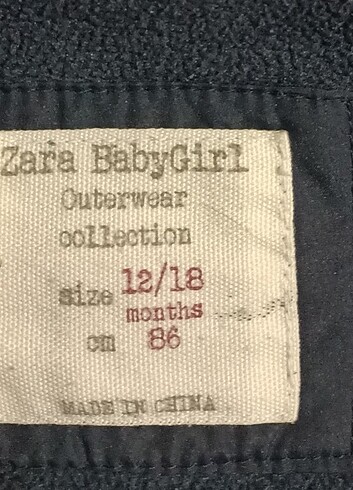 Zara BabyGirl
Outerwear
collection
size 12/18
months
cm 86
MADE IN CHINA